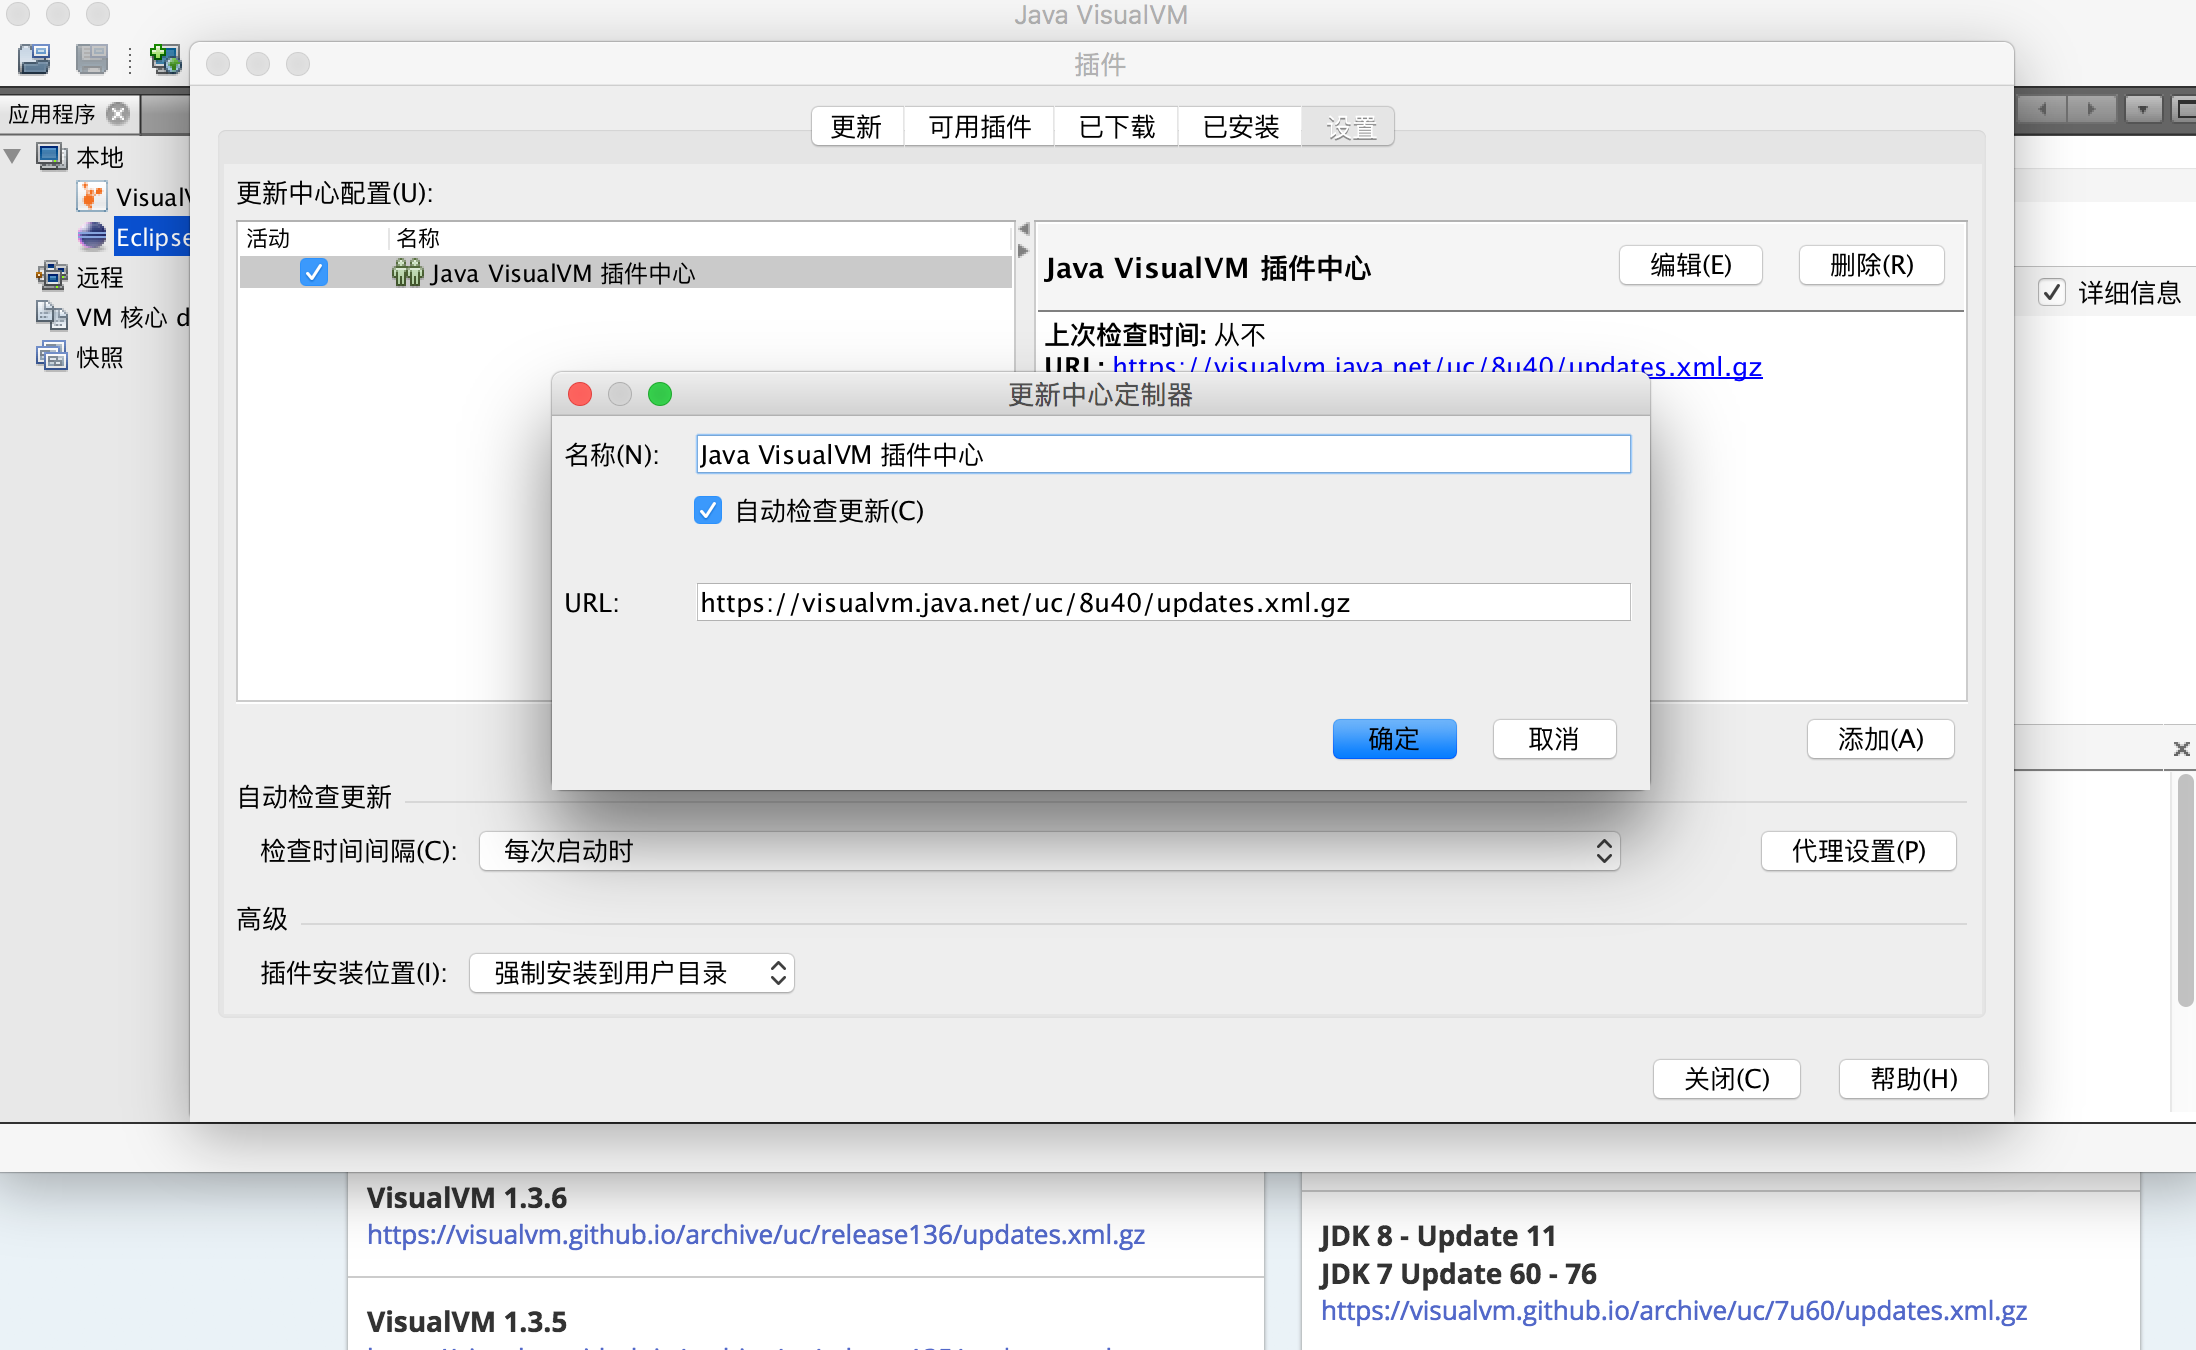 Java VisualVM
插件
应用程序
本地
VisualV
Eclipse
远程
VM 核心 d
快照
更新 可用插件 已下载 已安装 设置
更新中心配置(U):
活动 名称
Java VisualVM 插件中心
Java VisualVM 插件中心 编辑(E) 删除(R)
上次检查时间: 从不
URL: https://visualvm.java.net/uc/8u40/updates.xml.gz
详细信息
更新中心定制器
名称(N): Java VisualVM 插件中心
自动检查更新(C)
URL: https://visualvm.java.net/uc/8u40/updates.xml.gz
确定 取消
添加(A)
自动检查更新
检查时间间隔(C): 每次启动时 代理设置(P)
高级
插件安装位置(I): 强制安装到用户目录
关闭(C) 帮助(H)
VisualVM 1.3.6
https://visualvm.github.io/archive/uc/release136/updates.xml.gz
VisualVM 1.3.5
JDK 8 - Update 11
JDK 7 Update 60 - 76
https://visualvm.github.io/archive/uc/7u60/updates.xml.gz